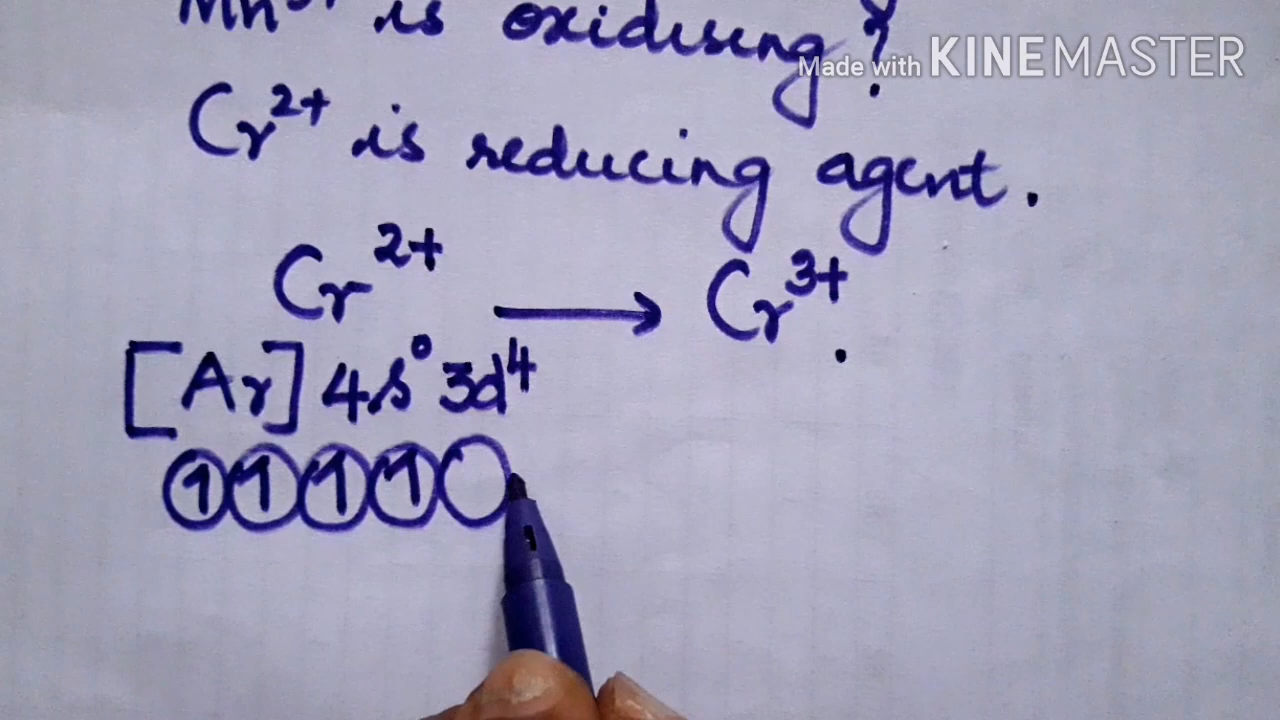 Mn³⁺ is oxidising ?
Made with KINEMASTER
Cr²⁺ is reducing agent .
Cr²⁺ ⟶ Cr³⁺ .
[Ar] 4s⁰ 3d⁴
1 1 1 1